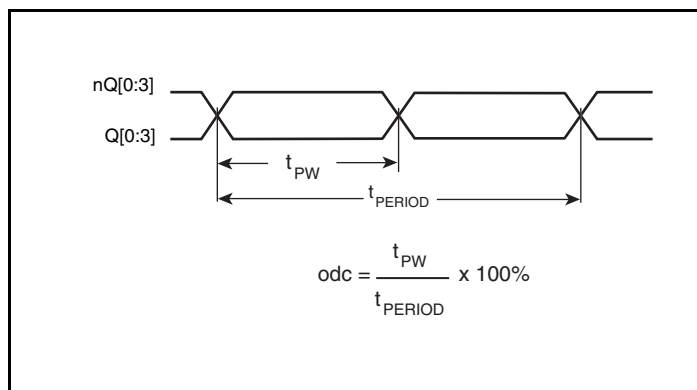 nQ[0:3]
Q[0:3]
tPW
tPERIOD
odc = tPW / tPERIOD x 100%